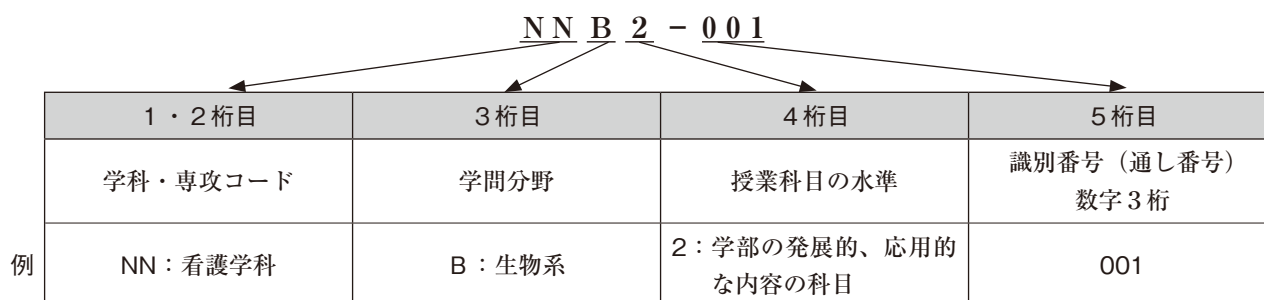 NNB2－001
1・2桁目 3桁目 4桁目 5桁目
学科・専攻コード 学問分野 授業科目の水準 識別番号（通し番号）
数字3桁
例 NN：看護学科 B：生物系 2：学部の発展的、応用的
な内容の科目 001